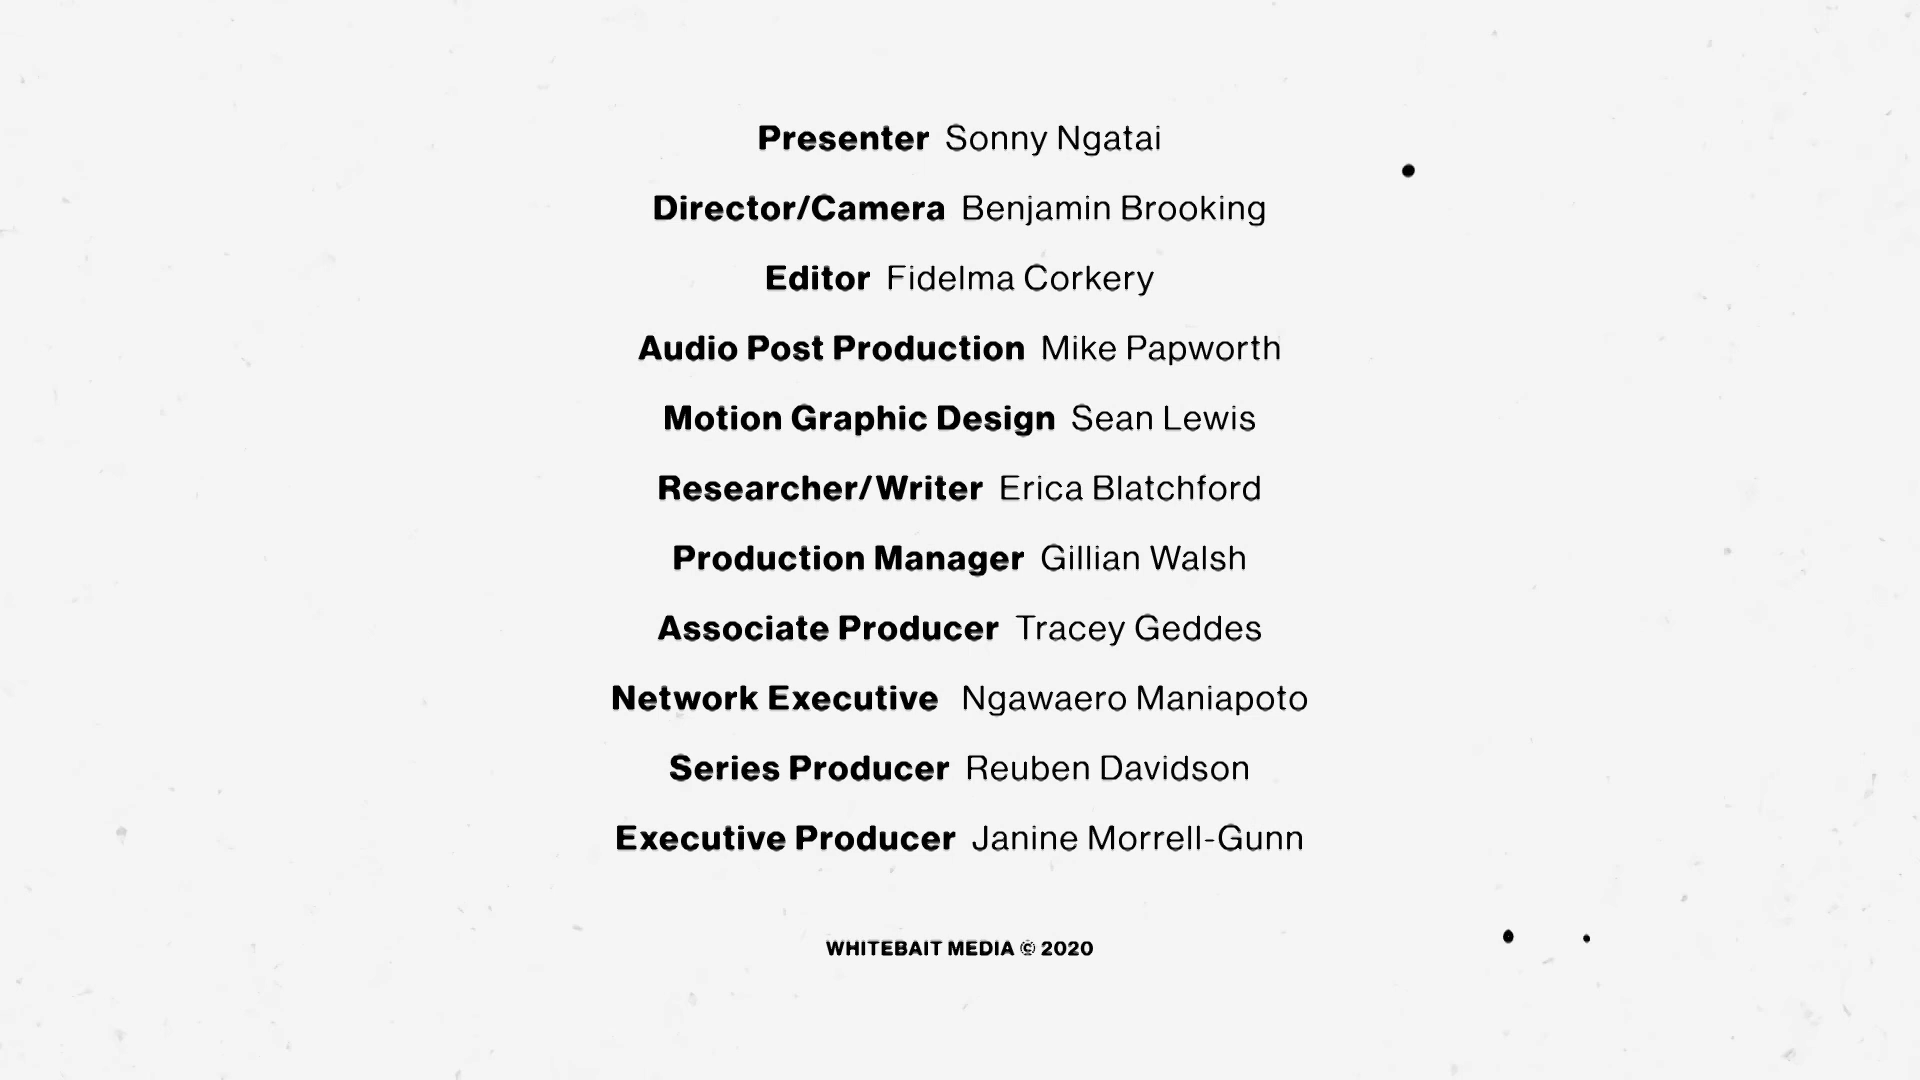 Presenter Sonny Ngatai
Director/Camera Benjamin Brooking
Editor Fidelma Corkery
Audio Post Production Mike Papworth
Motion Graphic Design Sean Lewis
Researcher/Writer Erica Blatchford
Production Manager Gillian Walsh
Associate Producer Tracey Geddes
Network Executive Ngawaero Maniapoto
Series Producer Reuben Davidson
Executive Producer Janine Morrell-Gunn
WHITEBAIT MEDIA © 2020